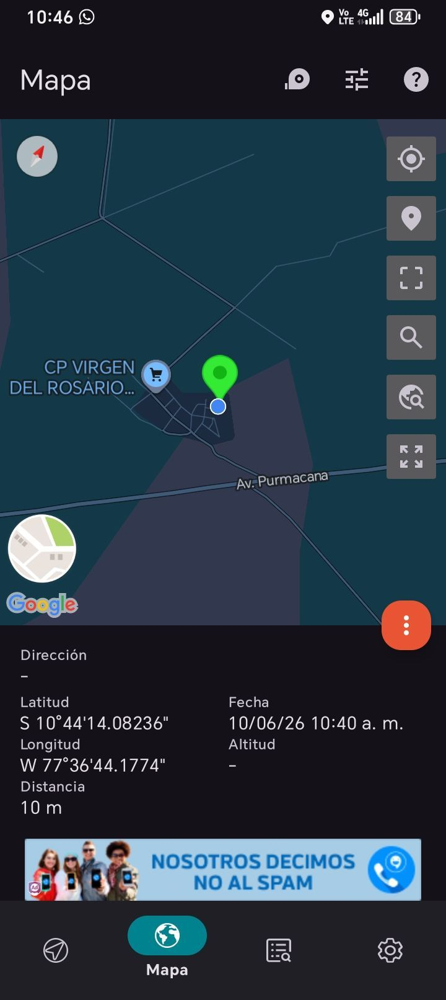 10:46
Vo
LTE
4G
84
Mapa
CP VIRGEN
DEL ROSARIO...
Av. Purmacana
Google
Dirección
–
Latitud
S 10°44'14.08236"
Fecha
10/06/26 10:40 a. m.
Longitud
W 77°36'44.1774"
Altitud
–
Distancia
10 m
NOSOTROS DECIMOS
NO AL SPAM
Ad
Mapa